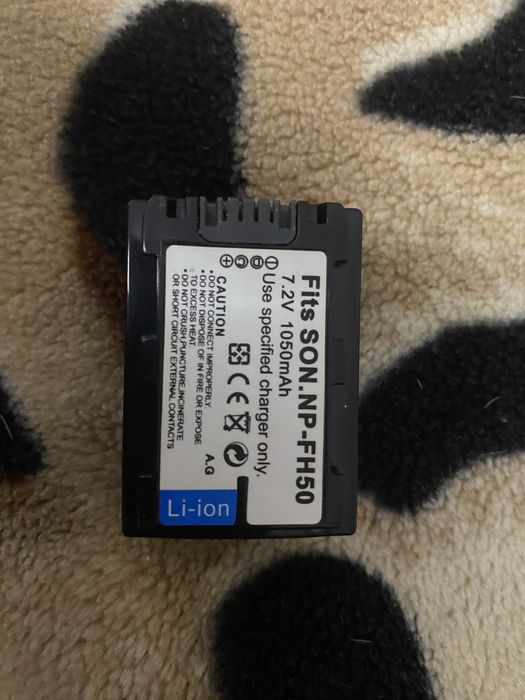 Fits SON.NP-FH50
7.2V 1050mAh
Use specified charger only.
CAUTION
•DO NOT CONNECT IMPROPERLY
•DO NOT DISPOSE OF IN FIRE OR EXPOSE
TO EXCESS HEAT.
•DO NOT CRUSH,PUNCTURE,INCINERATE
OR SHORT CIRCUIT EXTERNAL CONTACTS
A.G
Li-ion